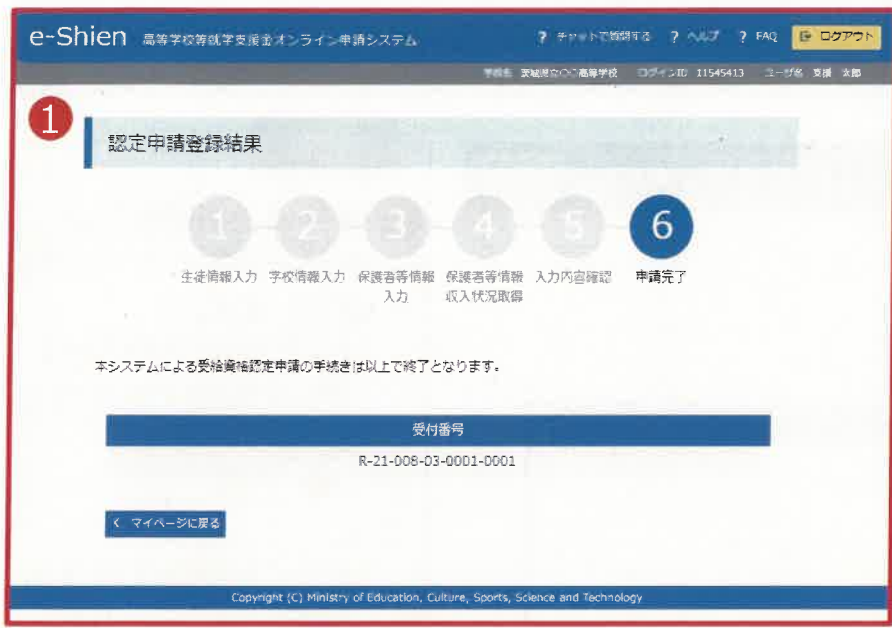 e-Shien 高等学校等就学支援金オンライン申請システム ? チャットで質問する ? ヘルプ ? FAQ ログアウト
学校名 茨城県立〇〇高等学校 ログインID 11545413 ユーザ名 支援 太郎
1
認定申請登録結果
1 2 3 4 5 6
生徒情報入力 学校情報入力 保護者等情報 保護者等情報 入力内容確認 申請完了
入力 収入状況取得
本システムによる受給資格認定申請の手続きは以上で終了となります。
受付番号
R-21-008-03-0001-0001
< マイページに戻る
Copyright (C) Ministry of Education, Culture, Sports, Science and Technology